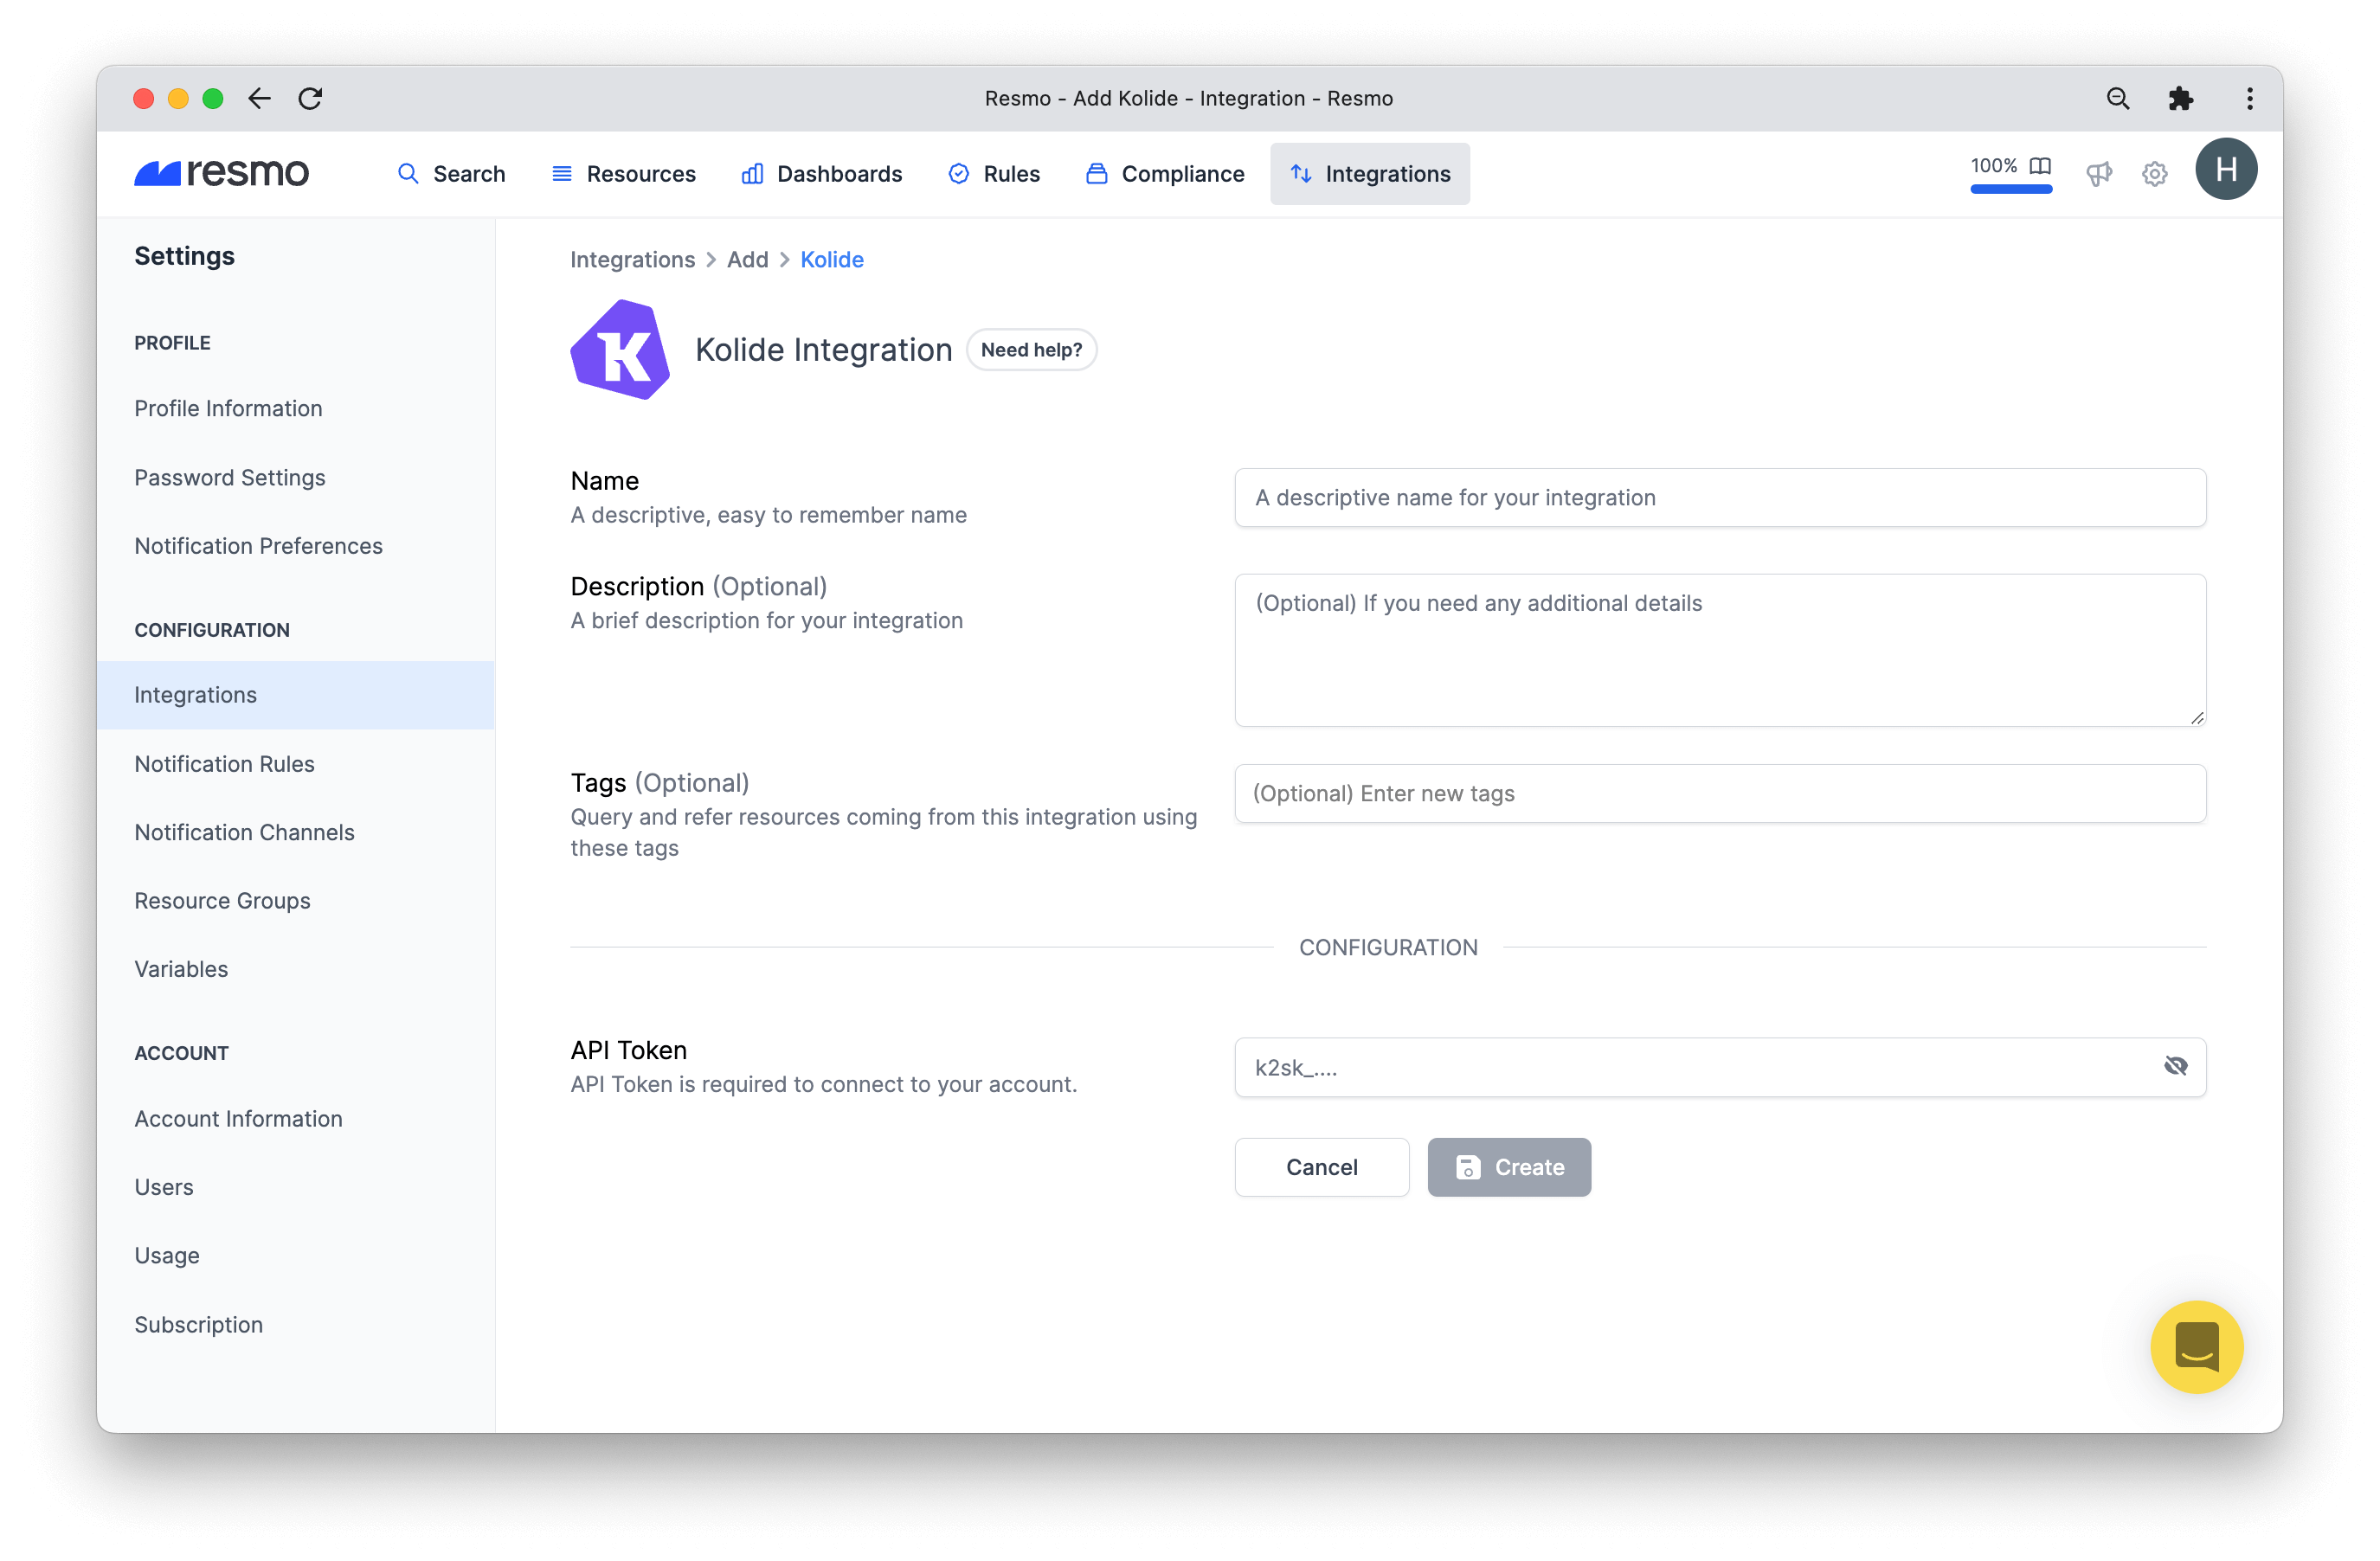 Resmo - Add Kolide - Integration - Resmo
resmo
Search
Resources
Dashboards
Rules
Compliance
Integrations
100%
H
Settings
PROFILE
Profile Information
Password Settings
Notification Preferences
CONFIGURATION
Integrations
Notification Rules
Notification Channels
Resource Groups
Variables
ACCOUNT
Account Information
Users
Usage
Subscription
Integrations > Add > Kolide
K
Kolide Integration
Need help?
Name
A descriptive, easy to remember name
A descriptive name for your integration
Description (Optional)
A brief description for your integration
(Optional) If you need any additional details
Tags (Optional)
Query and refer resources coming from this integration using
these tags
(Optional) Enter new tags
CONFIGURATION
API Token
API Token is required to connect to your account.
k2sk_....
Cancel
Create